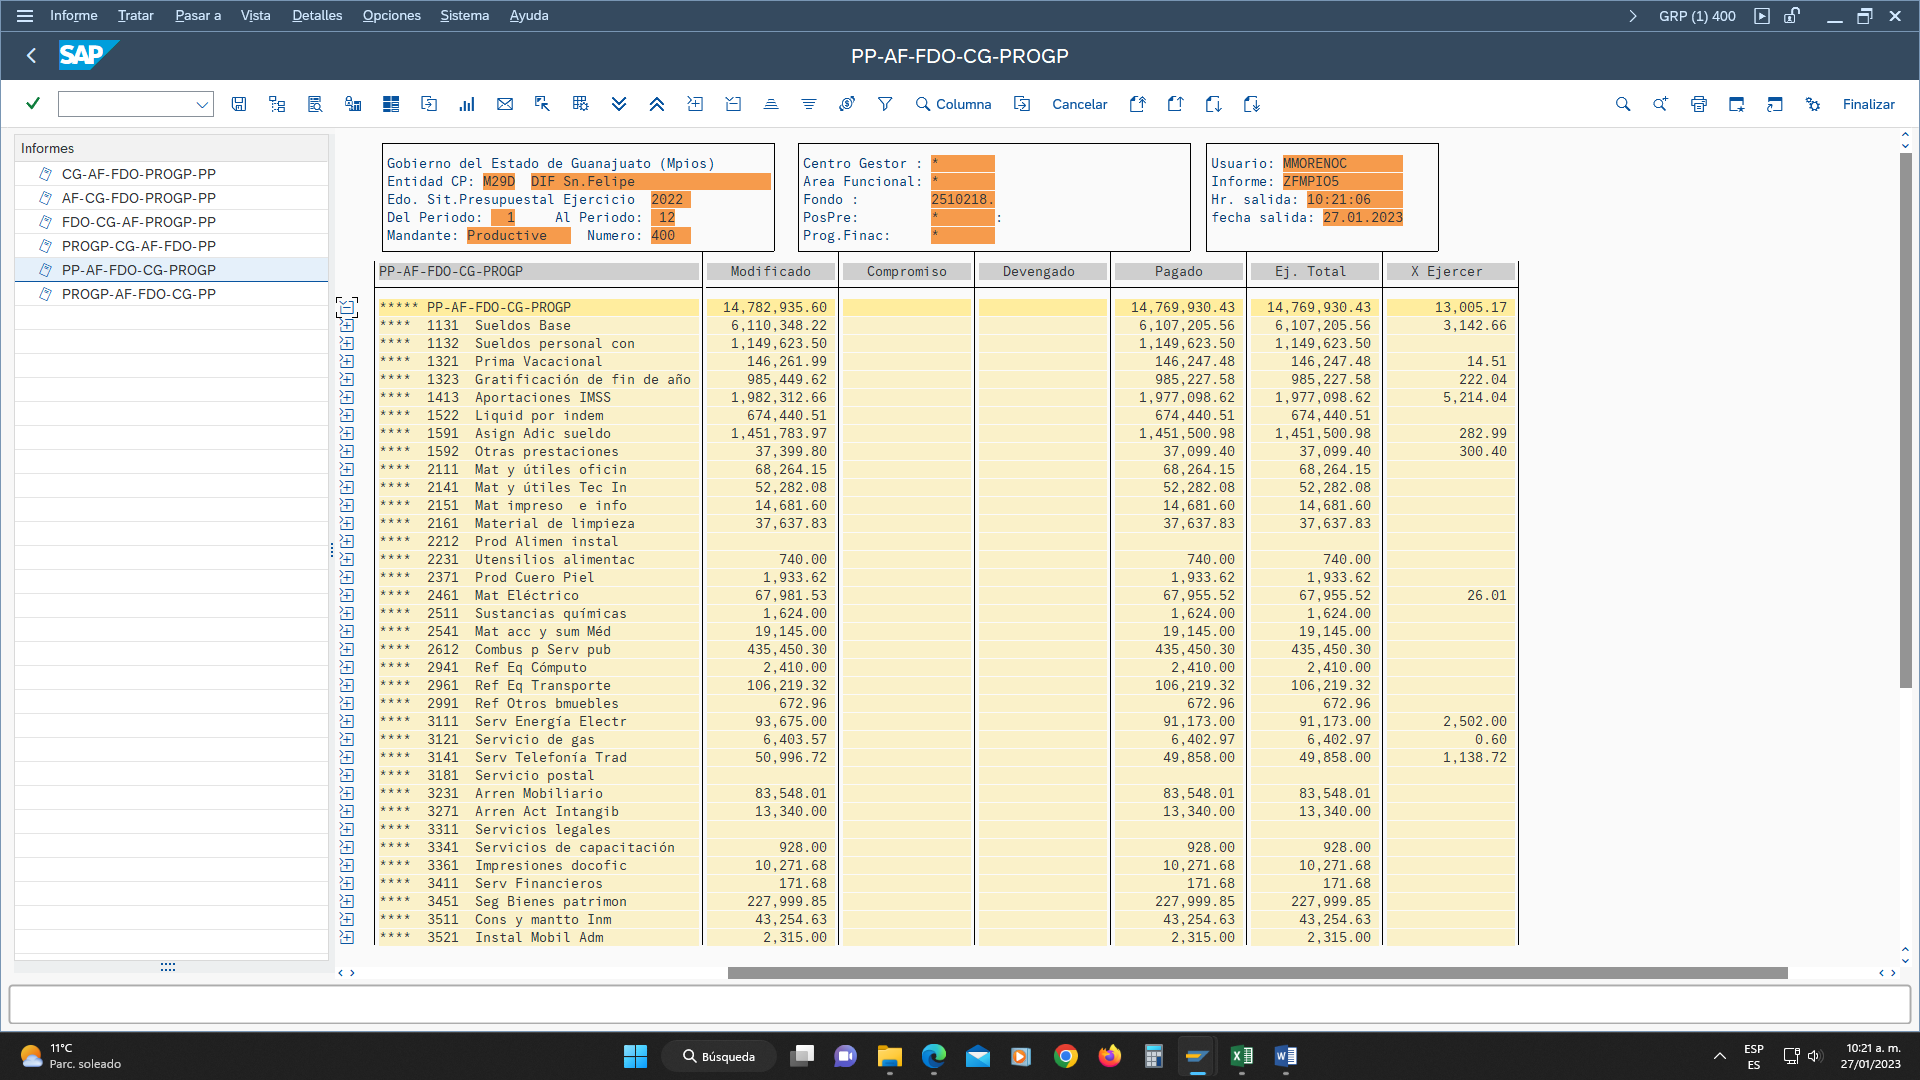 Informe Tratar Pasar a Vista Detalles Opciones Sistema Ayuda GRP (1) 400
SAP PP-AF-FDO-CG-PROGP
Columna Cancelar Finalizar
Informes
CG-AF-FDO-PROGP-PP
AF-CG-FDO-PROGP-PP
FDO-CG-AF-PROGP-PP
PROGP-CG-AF-FDO-PP
PP-AF-FDO-CG-PROGP
PROGP-AF-FDO-CG-PP
Gobierno del Estado de Guanajuato (Mpios)
Entidad CP: M29D DIF Sn.Felipe
Edo. Sit.Presupuestal Ejercicio 2022
Del Periodo: 1 Al Periodo: 12
Mandante: Productive Numero: 400
Centro Gestor : *
Area Funcional: *
Fondo : 2510218.
PosPre: * :
Prog.Finac: *
Usuario: MMORENOC
Informe: ZFMPIO5
Hr. salida: 10:21:06
fecha salida: 27.01.2023
PP-AF-FDO-CG-PROGP Modificado Compromiso Devengado Pagado Ej. Total X Ejercer
***** PP-AF-FDO-CG-PROGP 14,782,935.60 14,769,930.43 14,769,930.43 13,005.17
**** 1131 Sueldos Base 6,110,348.22 6,107,205.56 6,107,205.56 3,142.66
**** 1132 Sueldos personal con 1,149,623.50 1,149,623.50 1,149,623.50
**** 1321 Prima Vacacional 146,261.99 146,247.48 146,247.48 14.51
**** 1323 Gratificación de fin de año 985,449.62 985,227.58 985,227.58 222.04
**** 1413 Aportaciones IMSS 1,982,312.66 1,977,098.62 1,977,098.62 5,214.04
**** 1522 Liquid por indem 674,440.51 674,440.51 674,440.51
**** 1591 Asign Adic sueldo 1,451,783.97 1,451,500.98 1,451,500.98 282.99
**** 1592 Otras prestaciones 37,399.80 37,099.40 37,099.40 300.40
**** 2111 Mat y útiles oficin 68,264.15 68,264.15 68,264.15
**** 2141 Mat y útiles Tec In 52,282.08 52,282.08 52,282.08
**** 2151 Mat impreso e info 14,681.60 14,681.60 14,681.60
**** 2161 Material de limpieza 37,637.83 37,637.83 37,637.83
**** 2212 Prod Alimen instal
**** 2231 Utensilios alimentac 740.00 740.00 740.00
**** 2371 Prod Cuero Piel 1,933.62 1,933.62 1,933.62
**** 2461 Mat Eléctrico 67,981.53 67,955.52 67,955.52 26.01
**** 2511 Sustancias químicas 1,624.00 1,624.00 1,624.00
**** 2541 Mat acc y sum Méd 19,145.00 19,145.00 19,145.00
**** 2612 Combus p Serv pub 435,450.30 435,450.30 435,450.30
**** 2941 Ref Eq Cómputo 2,410.00 2,410.00 2,410.00
**** 2961 Ref Eq Transporte 106,219.32 106,219.32 106,219.32
**** 2991 Ref Otros bmuebles 672.96 672.96 672.96
**** 3111 Serv Energía Electr 93,675.00 91,173.00 91,173.00 2,502.00
**** 3121 Servicio de gas 6,403.57 6,402.97 6,402.97 0.60
**** 3141 Serv Telefonía Trad 50,996.72 49,858.00 49,858.00 1,138.72
**** 3181 Servicio postal
**** 3231 Arren Mobiliario 83,548.01 83,548.01 83,548.01
**** 3271 Arren Act Intangib 13,340.00 13,340.00 13,340.00
**** 3311 Servicios legales
**** 3341 Servicios de capacitación 928.00 928.00 928.00
**** 3361 Impresiones docofic 10,271.68 10,271.68 10,271.68
**** 3411 Serv Financieros 171.68 171.68 171.68
**** 3451 Seg Bienes patrimon 227,999.85 227,999.85 227,999.85
**** 3511 Cons y mantto Inm 43,254.63 43,254.63 43,254.63
**** 3521 Instal Mobil Adm 2,315.00 2,315.00 2,315.00
11°C
Parc. soleado
Búsqueda
ESP
ES
10:21 a. m.
27/01/2023